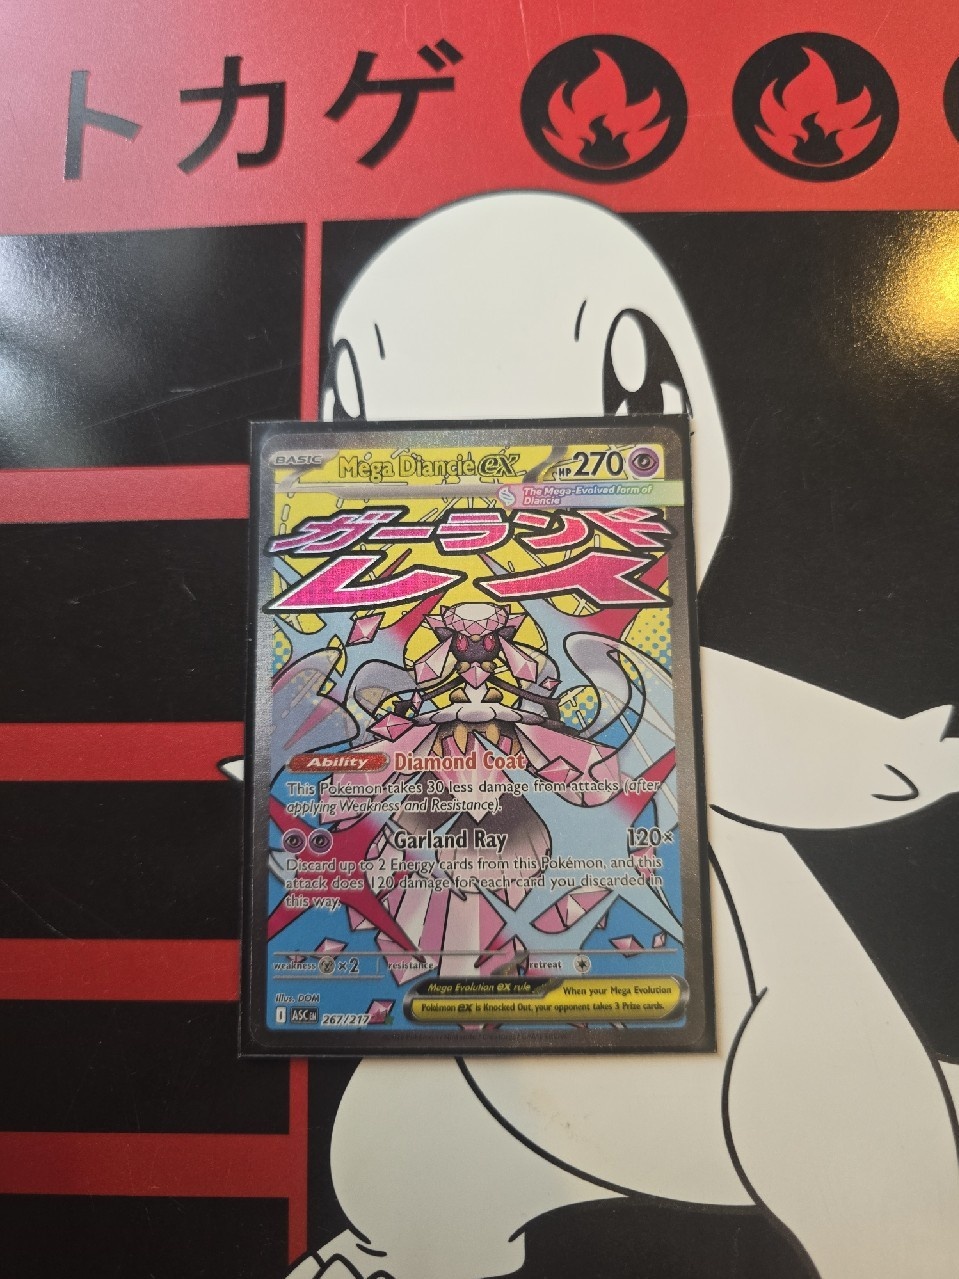 トカゲ
BASIC Mega Diancie ex HP 270
The Mega-Evolved form of
Diancie
ガーランド
レイ
Ability Diamond Coat
This Pokémon takes 30 less damage from attacks (after
applying Weakness and Resistance).
Garland Ray 120×
Discard up to 2 Energy cards from this Pokémon, and this
attack does 120 damage for each card you discarded in
this way.
weakness ×2 resistance retreat
Mega Evolution ex rule When your Mega Evolution
Pokémon ex is Knocked Out, your opponent takes 3 Prize cards.
Illus. DOM
I ASC EN 267/217